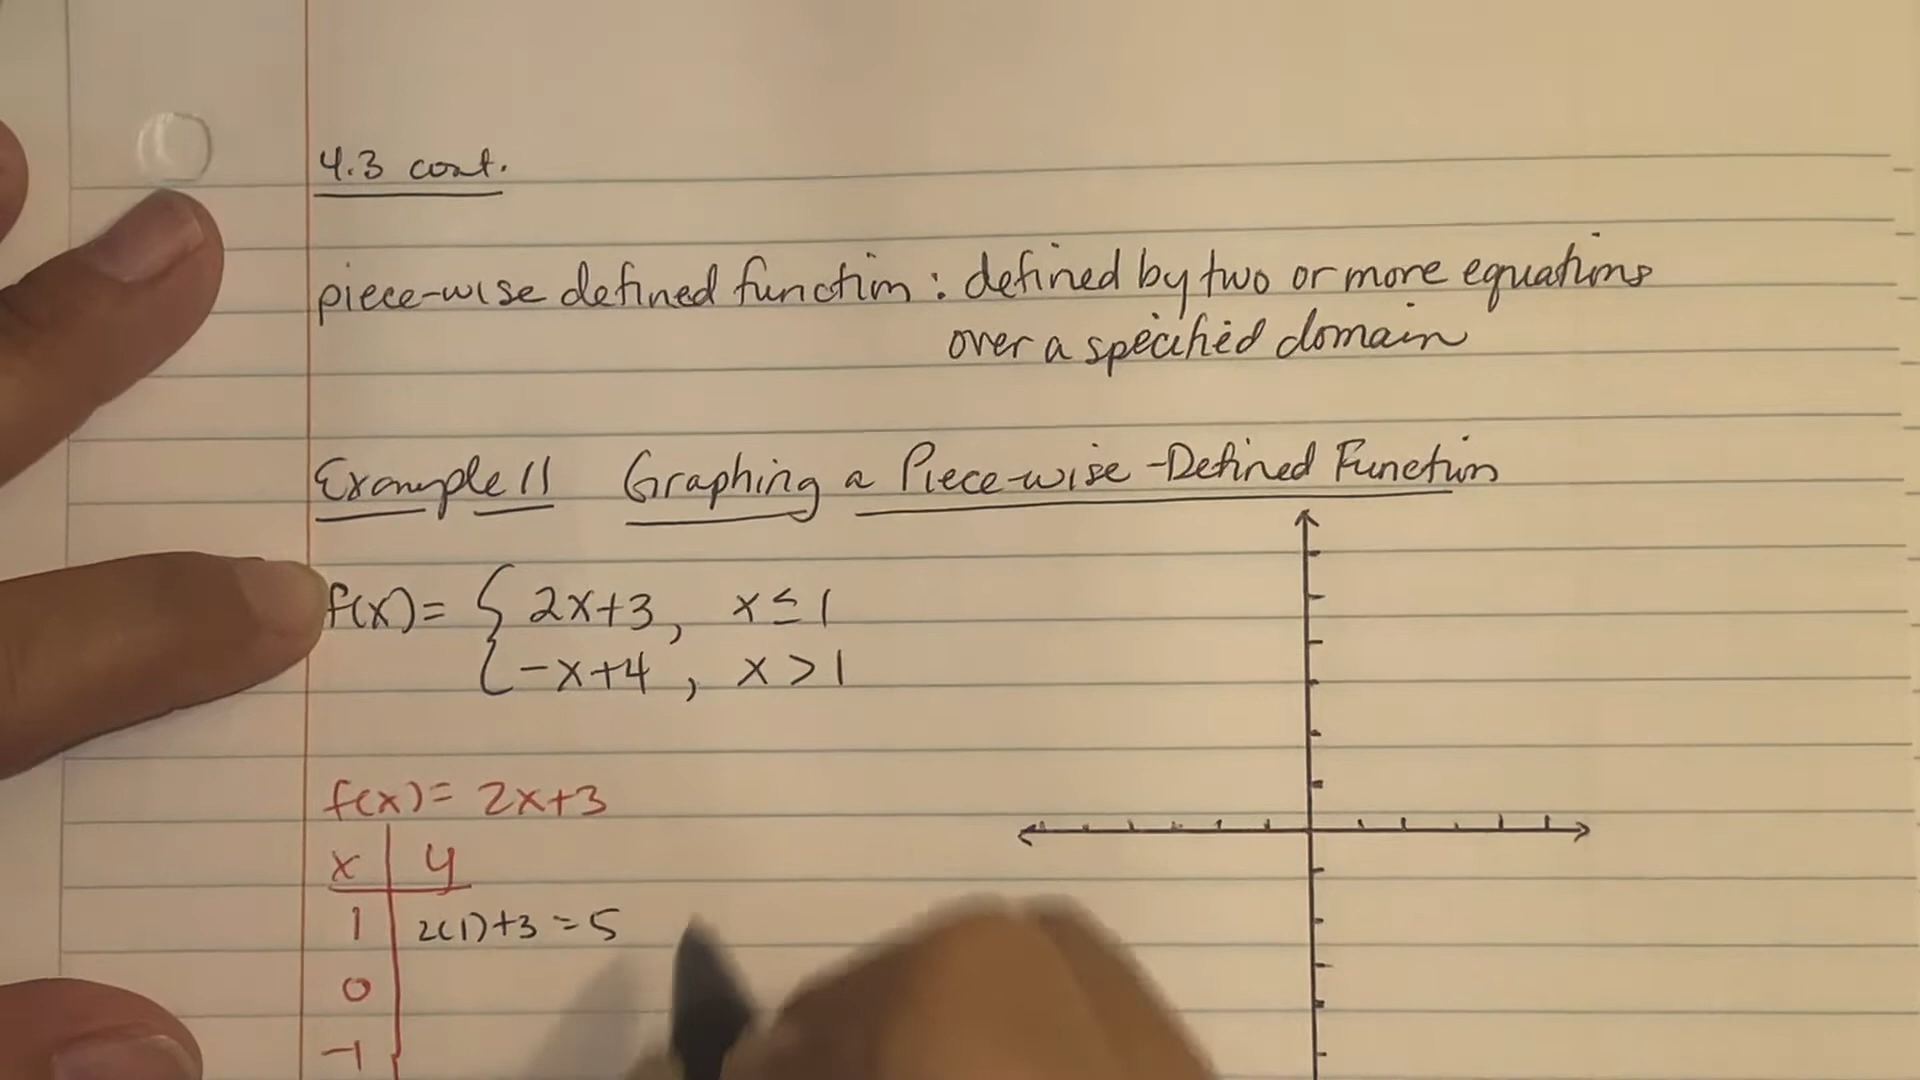 4.3 cont.
piece-wise defined function: defined by two or more equations
over a specified domain
Example 11 Graphing a Piece-wise-Defined Function
f(x) = { 2x+3, x ≤ 1
-x+4, x > 1
f(x) = 2x+3
x | y
1 | 2(1)+3 = 5
0
-1